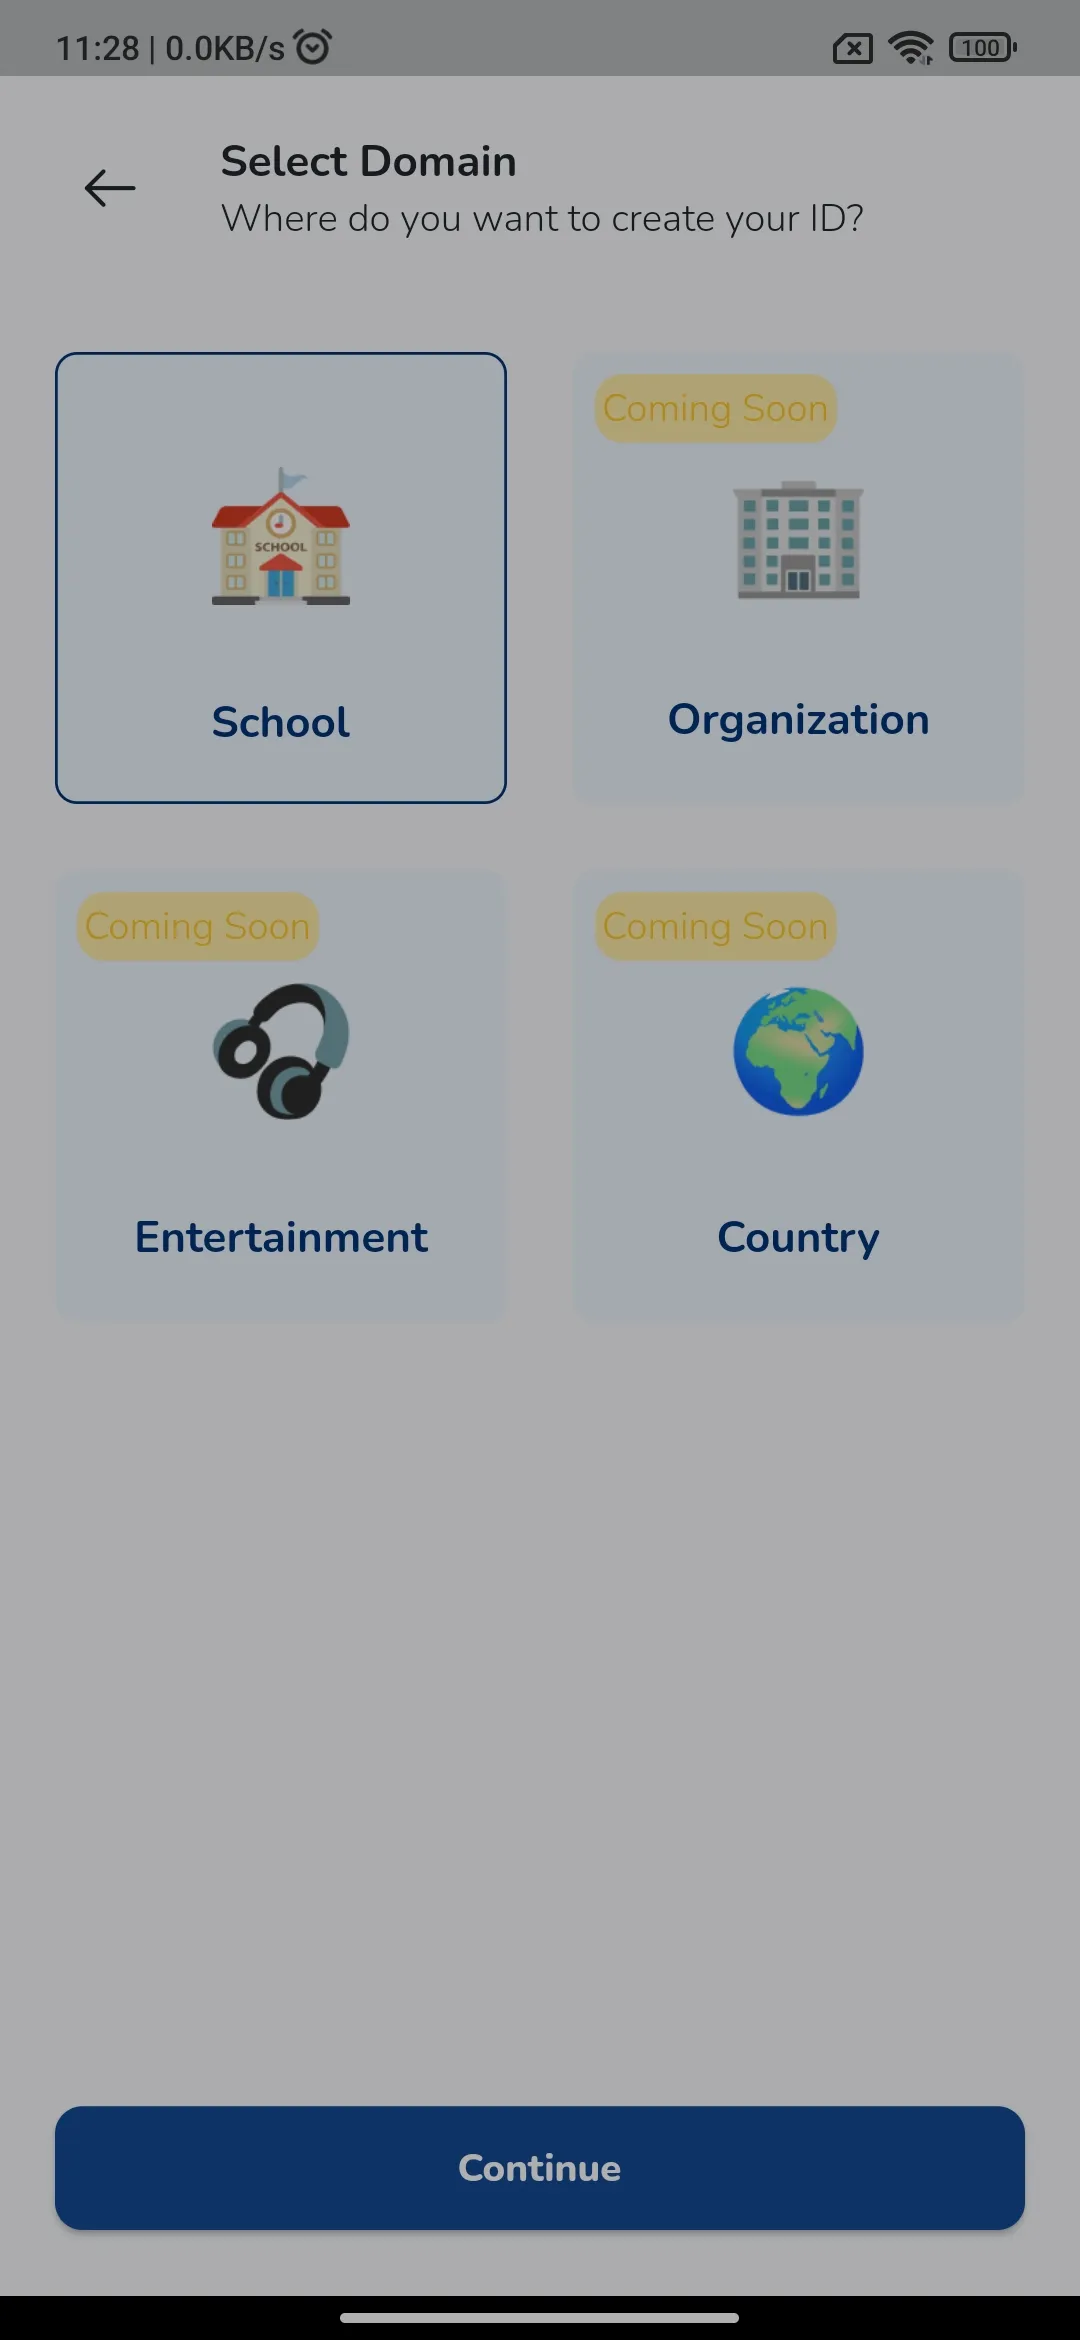 11:28 | 0.0KB/s
100
Select Domain
Where do you want to create your ID?
SCHOOL
School
Coming Soon
Organization
Coming Soon
Entertainment
Coming Soon
Country
Continue